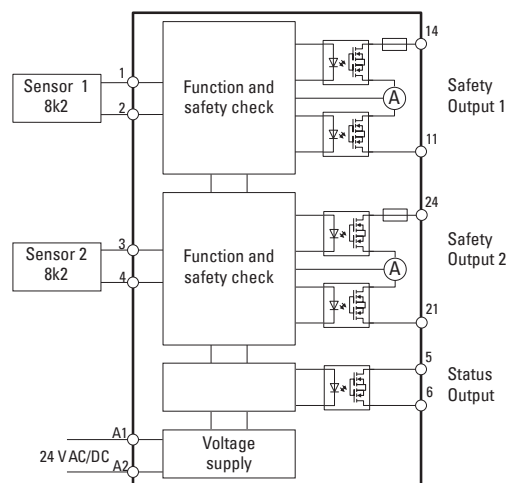 Sensor 1
8k2
1
2
Function and
safety check
14
A
11
Safety
Output 1
Sensor 2
8k2
3
4
Function and
safety check
24
A
21
Safety
Output 2
5
6
Status
Output
24 V AC/DC
A1
A2
Voltage
supply